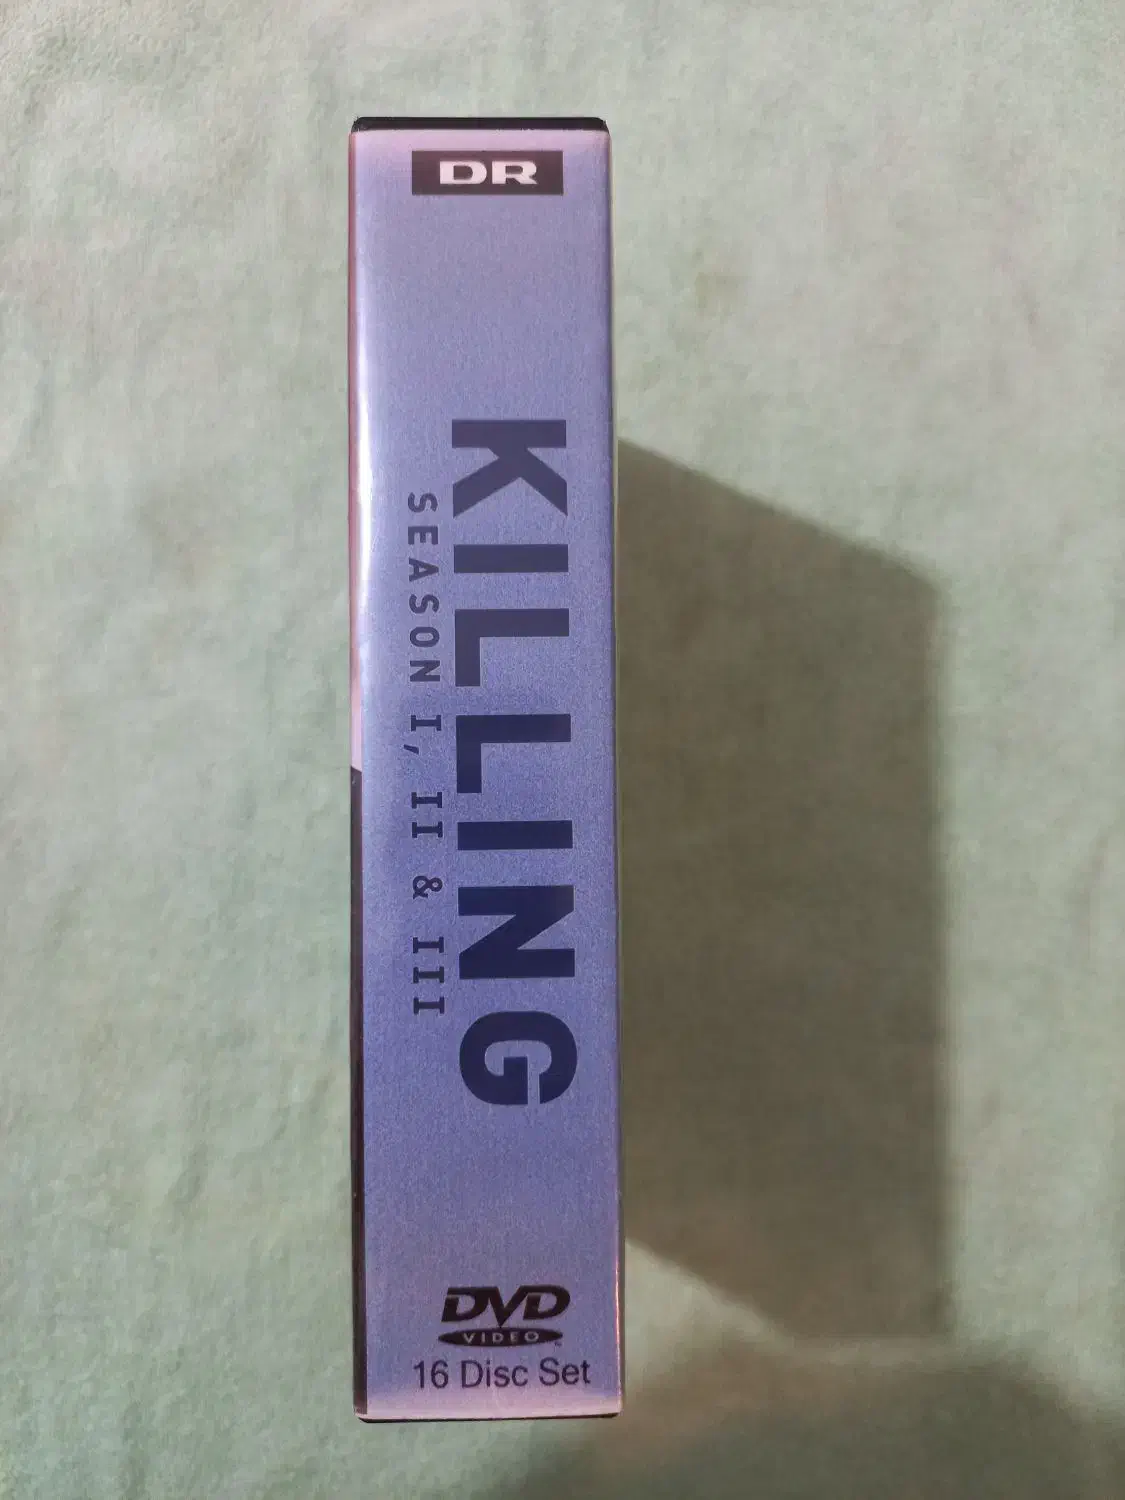 DR
KILLING
SEASON I, II & III
DVD
VIDEO
16 Disc Set